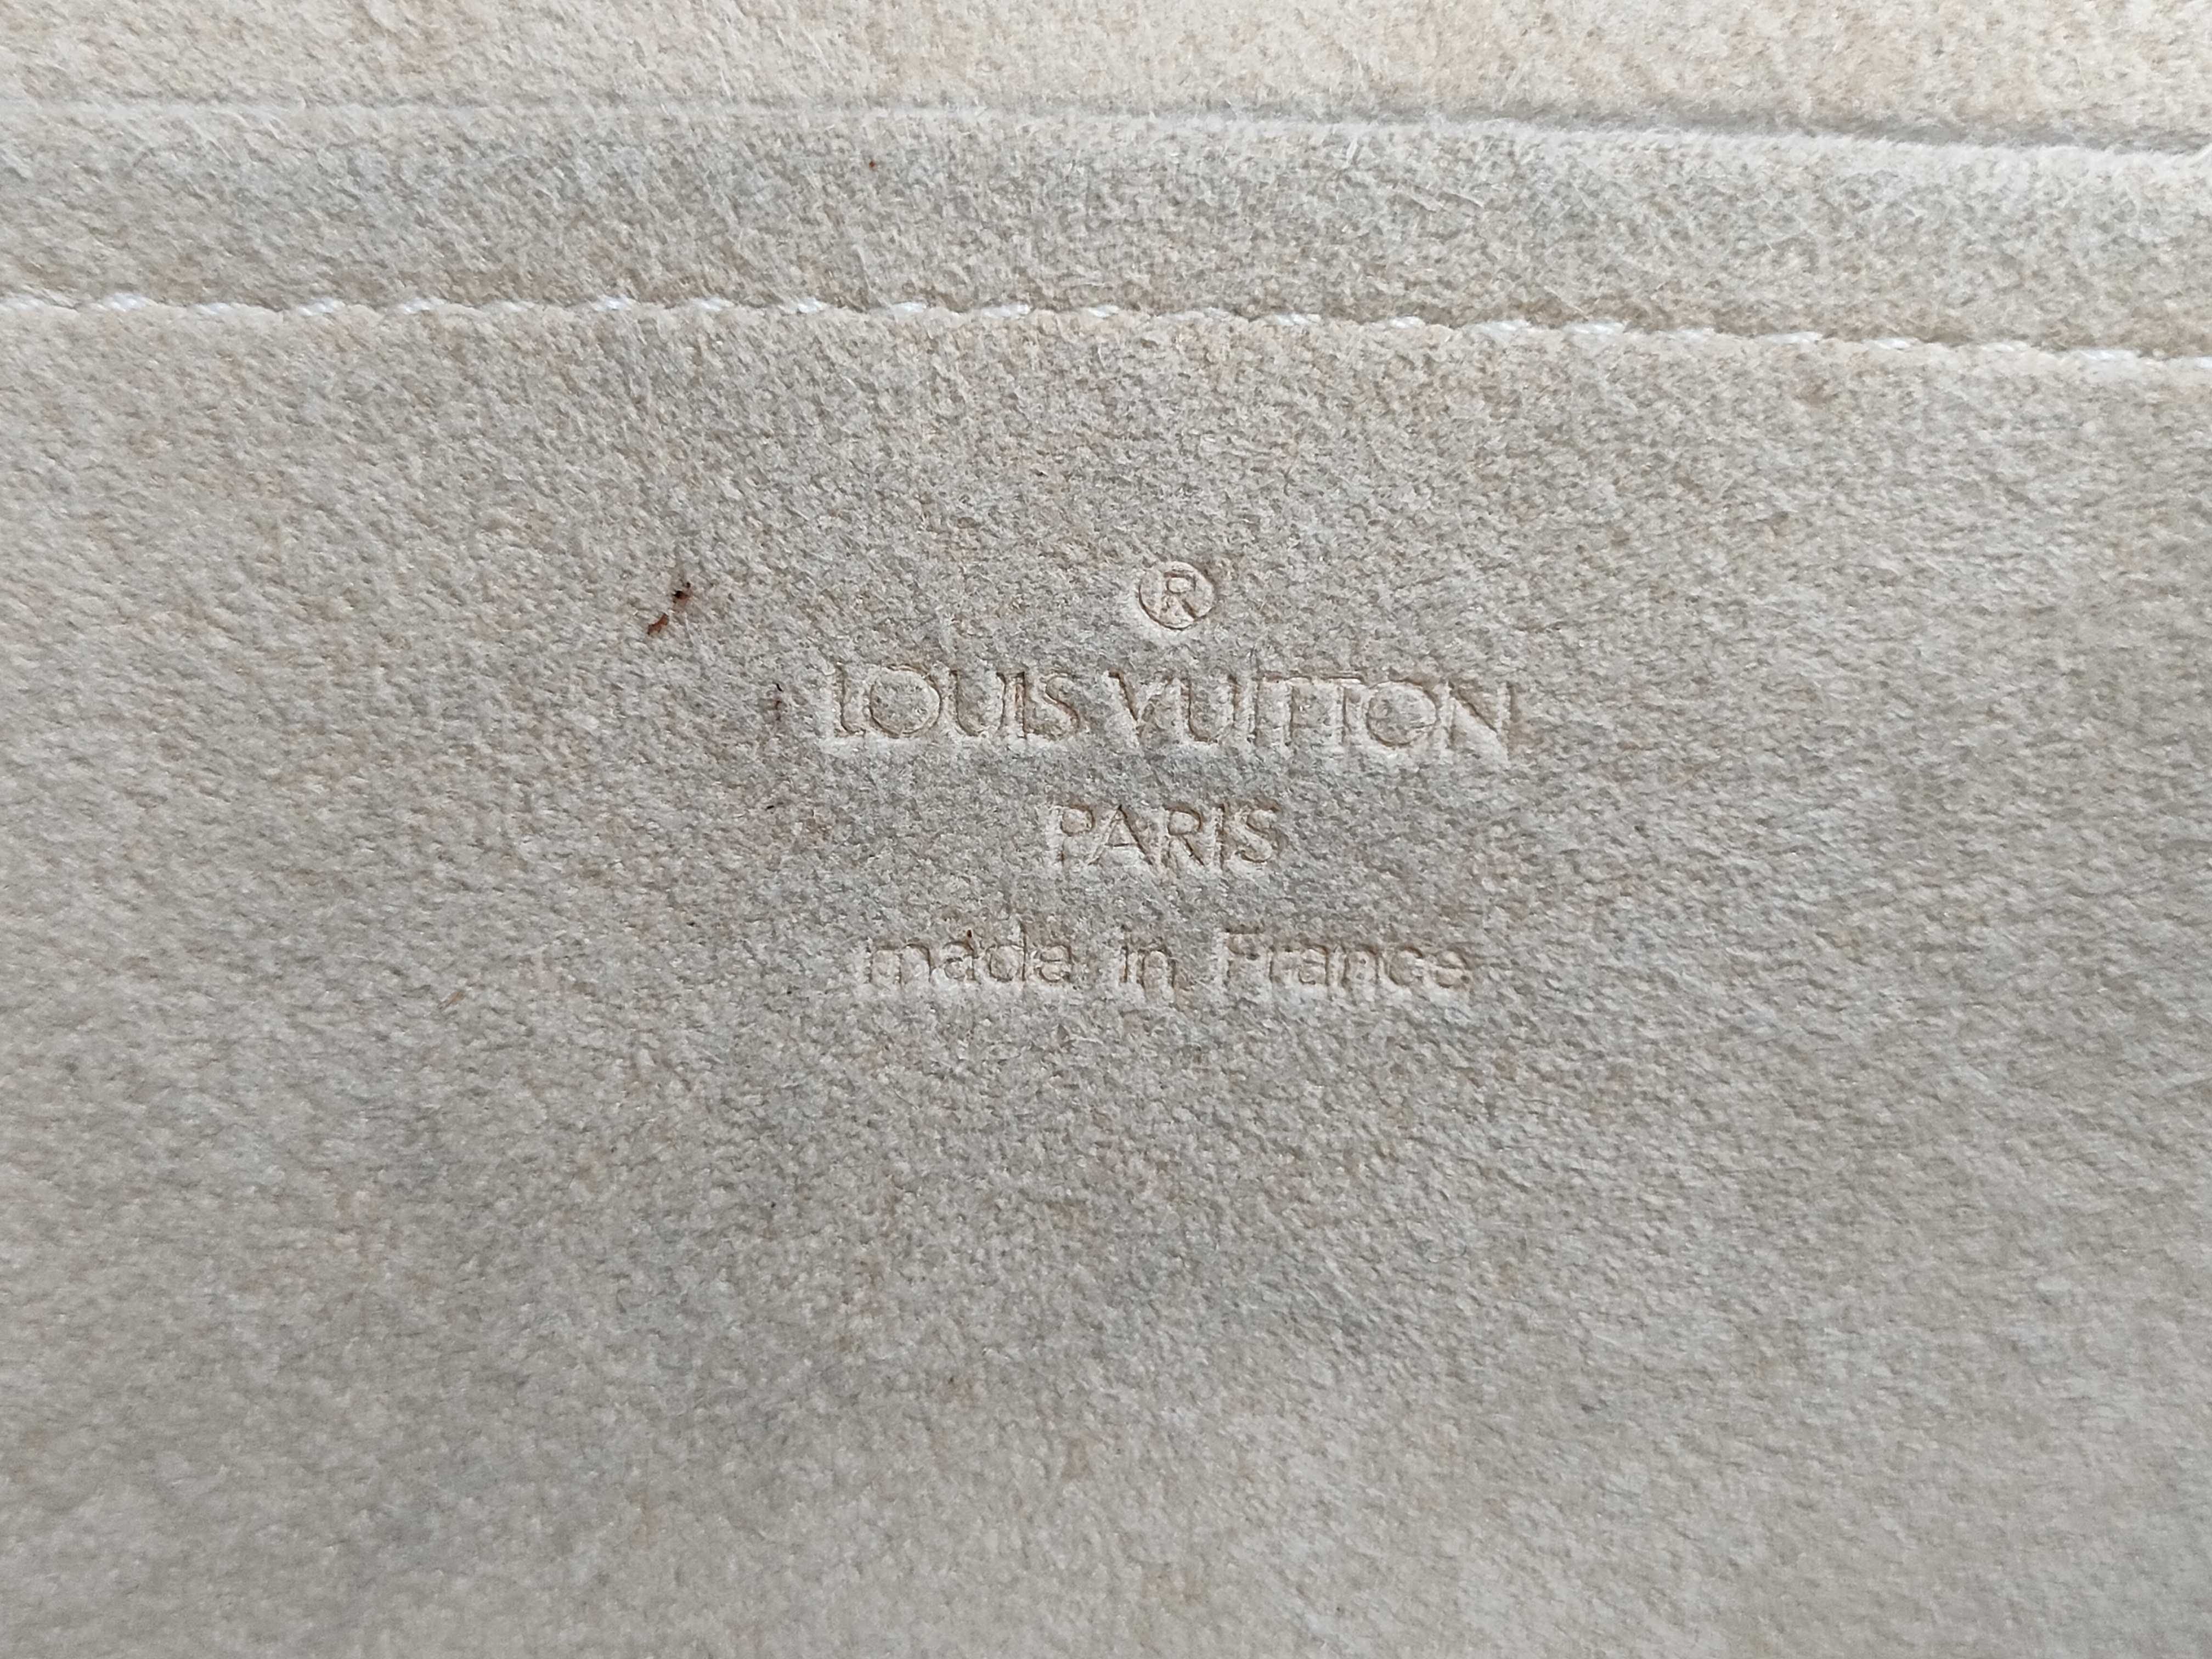 ®
LOUIS VUITTON
PARIS
made in France